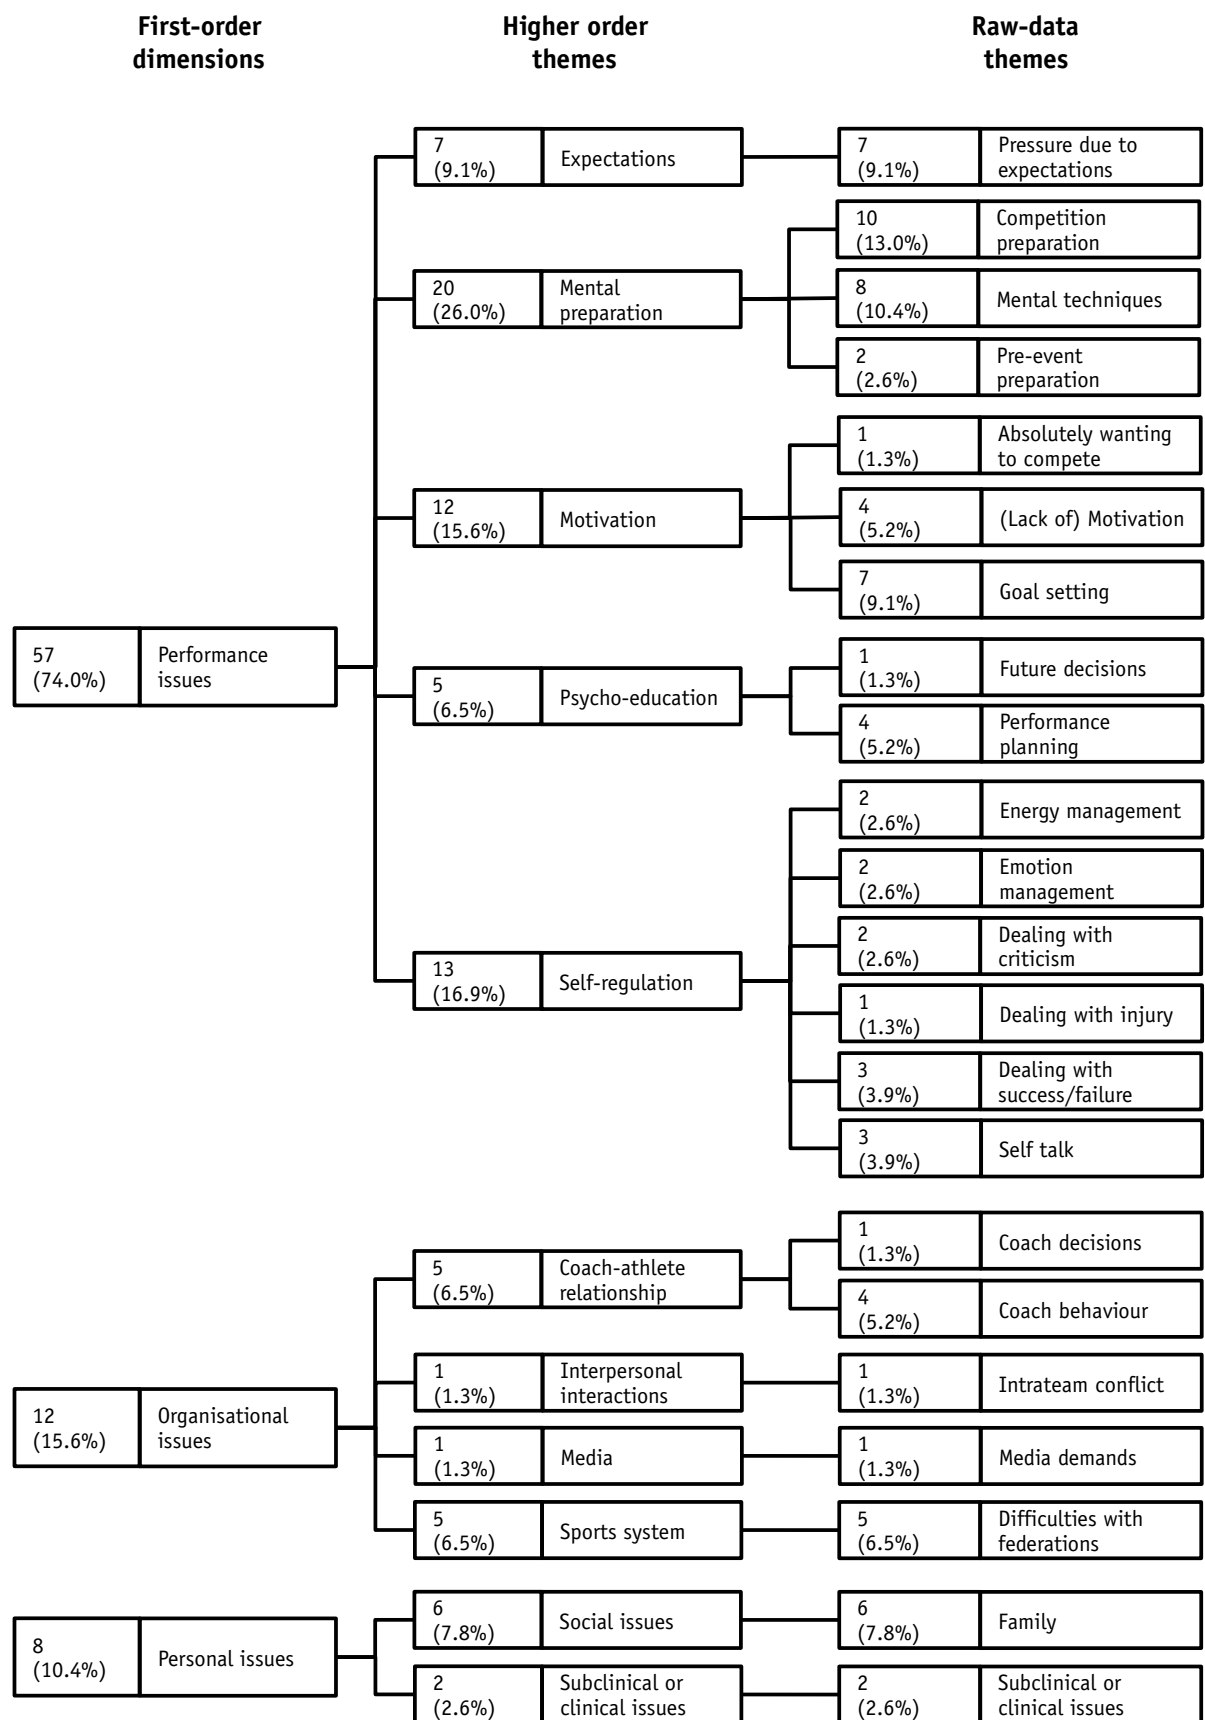 First-order
dimensions
Higher order
themes
Raw-data
themes
57
(74.0%)
Performance
issues
7
(9.1%)
Expectations
7
(9.1%)
Pressure due to
expectations
20
(26.0%)
Mental
preparation
10
(13.0%)
Competition
preparation
8
(10.4%)
Mental techniques
2
(2.6%)
Pre-event
preparation
12
(15.6%)
Motivation
1
(1.3%)
Absolutely wanting
to compete
4
(5.2%)
(Lack of) Motivation
7
(9.1%)
Goal setting
5
(6.5%)
Psycho-education
1
(1.3%)
Future decisions
4
(5.2%)
Performance
planning
13
(16.9%)
Self-regulation
2
(2.6%)
Energy management
2
(2.6%)
Emotion
management
2
(2.6%)
Dealing with
criticism
1
(1.3%)
Dealing with injury
3
(3.9%)
Dealing with
success/failure
3
(3.9%)
Self talk
12
(15.6%)
Organisational
issues
5
(6.5%)
Coach-athlete
relationship
1
(1.3%)
Coach decisions
4
(5.2%)
Coach behaviour
1
(1.3%)
Interpersonal
interactions
1
(1.3%)
Intrateam conflict
1
(1.3%)
Media
1
(1.3%)
Media demands
5
(6.5%)
Sports system
5
(6.5%)
Difficulties with
federations
8
(10.4%)
Personal issues
6
(7.8%)
Social issues
6
(7.8%)
Family
2
(2.6%)
Subclinical or
clinical issues
2
(2.6%)
Subclinical or
clinical issues